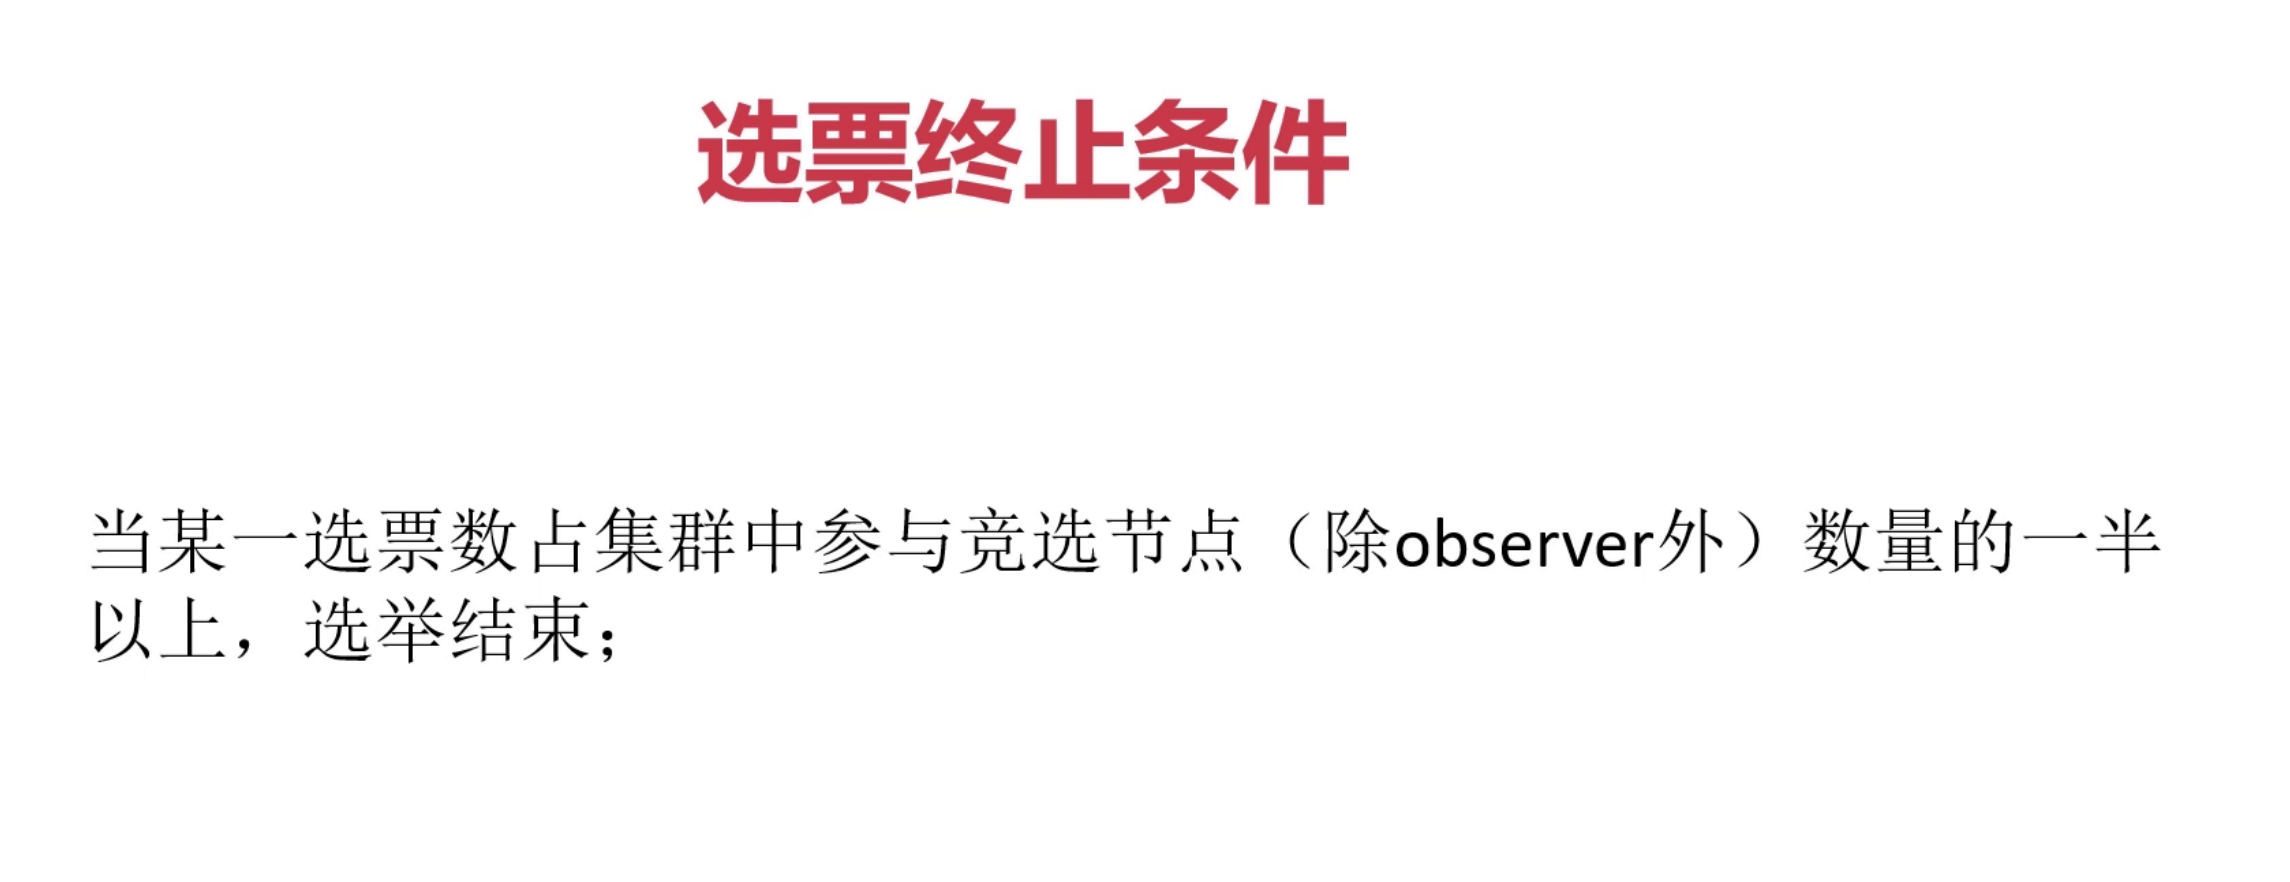 选票终止条件
当某一选票数占集群中参与竞选节点（除observer外）数量的一半
以上，选举结束；